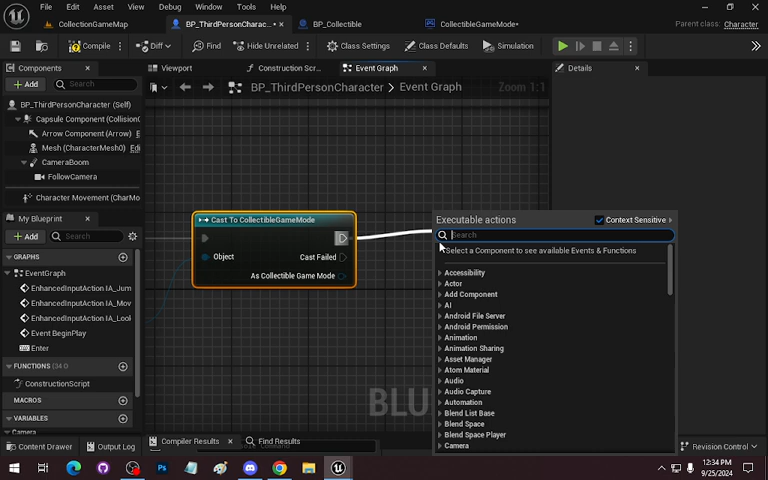 File Edit Asset View Debug Window Tools Help
CollectionGameMap
BP_ThirdPersonCharac...•
BP_Collectible
CollectibleGameMode•
Parent class: Character
Compile
Diff
Find
Hide Unrelated
Class Settings
Class Defaults
Simulation
Components
Viewport
Construction Scr...
Event Graph
Details
+ Add
Search
BP_ThirdPersonCharacter > Event Graph
Zoom 1:1
BP_ThirdPersonCharacter (Self)
Capsule Component (Collision
Arrow Component (Arrow) E
Mesh (CharacterMesh0) Edi
CameraBoom
FollowCamera
Character Movement (CharMo
My Blueprint
+ Add
Search
GRAPHS
EventGraph
EnhancedInputAction IA_Jum
EnhancedInputAction IA_Mov
EnhancedInputAction IA_Look
Event BeginPlay
Enter
FUNCTIONS (34 O
ConstructionScript
MACROS
VARIABLES
Camera
Cast To CollectibleGameMode
Object
Cast Failed
As Collectible Game Mode
BLU
Executable actions
Context Sensitive
Search
Select a Component to see available Events & Functions
Accessibility
Actor
Add Component
AI
Android File Server
Android Permission
Animation
Animation Sharing
Asset Manager
Atom Material
Audio
Audio Capture
Automation
Blend List Base
Blend Space
Blend Space Player
Camera
Compiler Results
Find Results
Content Drawer
Output Log
Revision Control
12:34 PM
9/25/2024